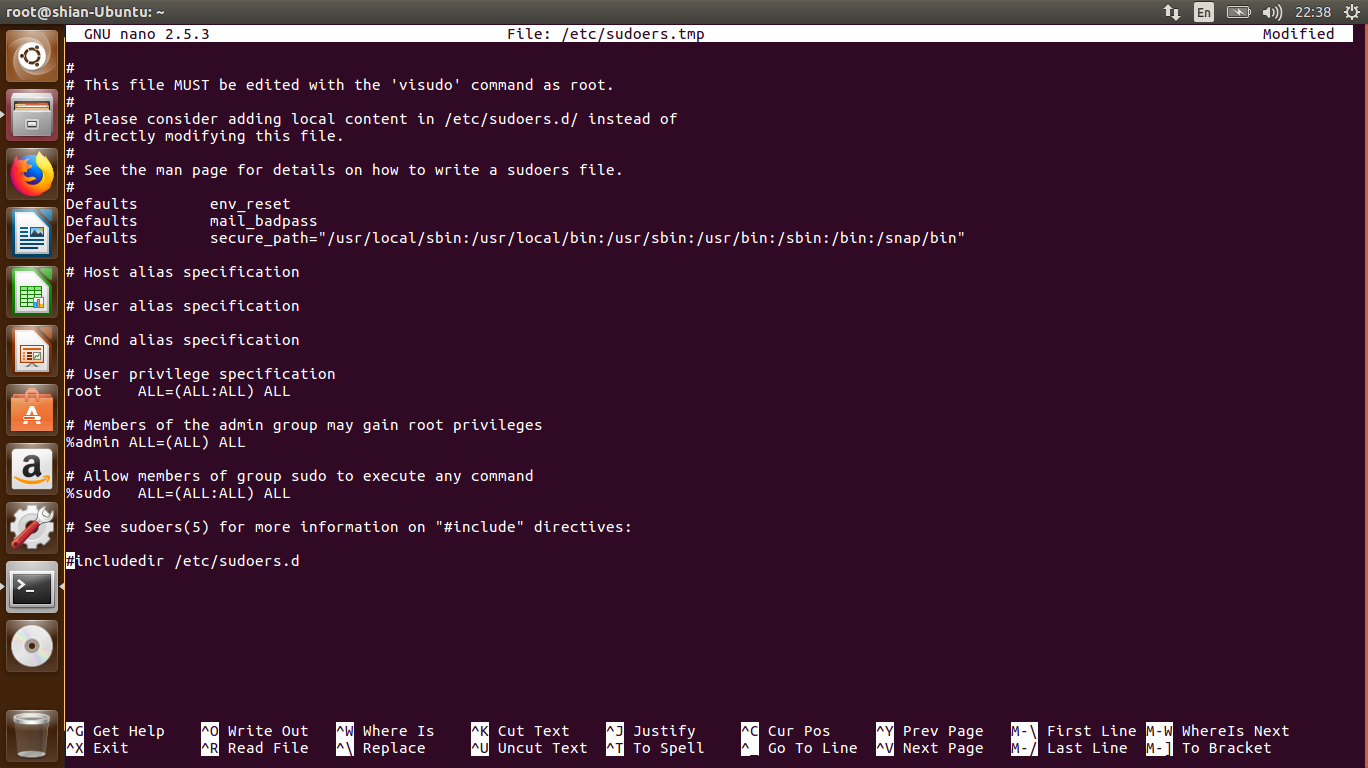 root@shian-Ubuntu: ~
En
22:38
GNU nano 2.5.3 File: /etc/sudoers.tmp Modified
#
# This file MUST be edited with the 'visudo' command as root.
#
# Please consider adding local content in /etc/sudoers.d/ instead of
# directly modifying this file.
#
# See the man page for details on how to write a sudoers file.
#
Defaults env_reset
Defaults mail_badpass
Defaults secure_path="/usr/local/sbin:/usr/local/bin:/usr/sbin:/usr/bin:/sbin:/bin:/snap/bin"
# Host alias specification
# User alias specification
# Cmnd alias specification
# User privilege specification
root ALL=(ALL:ALL) ALL
# Members of the admin group may gain root privileges
%admin ALL=(ALL) ALL
# Allow members of group sudo to execute any command
%sudo ALL=(ALL:ALL) ALL
# See sudoers(5) for more information on "#include" directives:
#includedir /etc/sudoers.d
^G Get Help ^O Write Out ^W Where Is ^K Cut Text ^J Justify ^C Cur Pos ^Y Prev Page M-\ First Line M-W WhereIs Next
^X Exit ^R Read File ^\ Replace ^U Uncut Text ^T To Spell ^_ Go To Line ^V Next Page M-/ Last Line M-] To Bracket